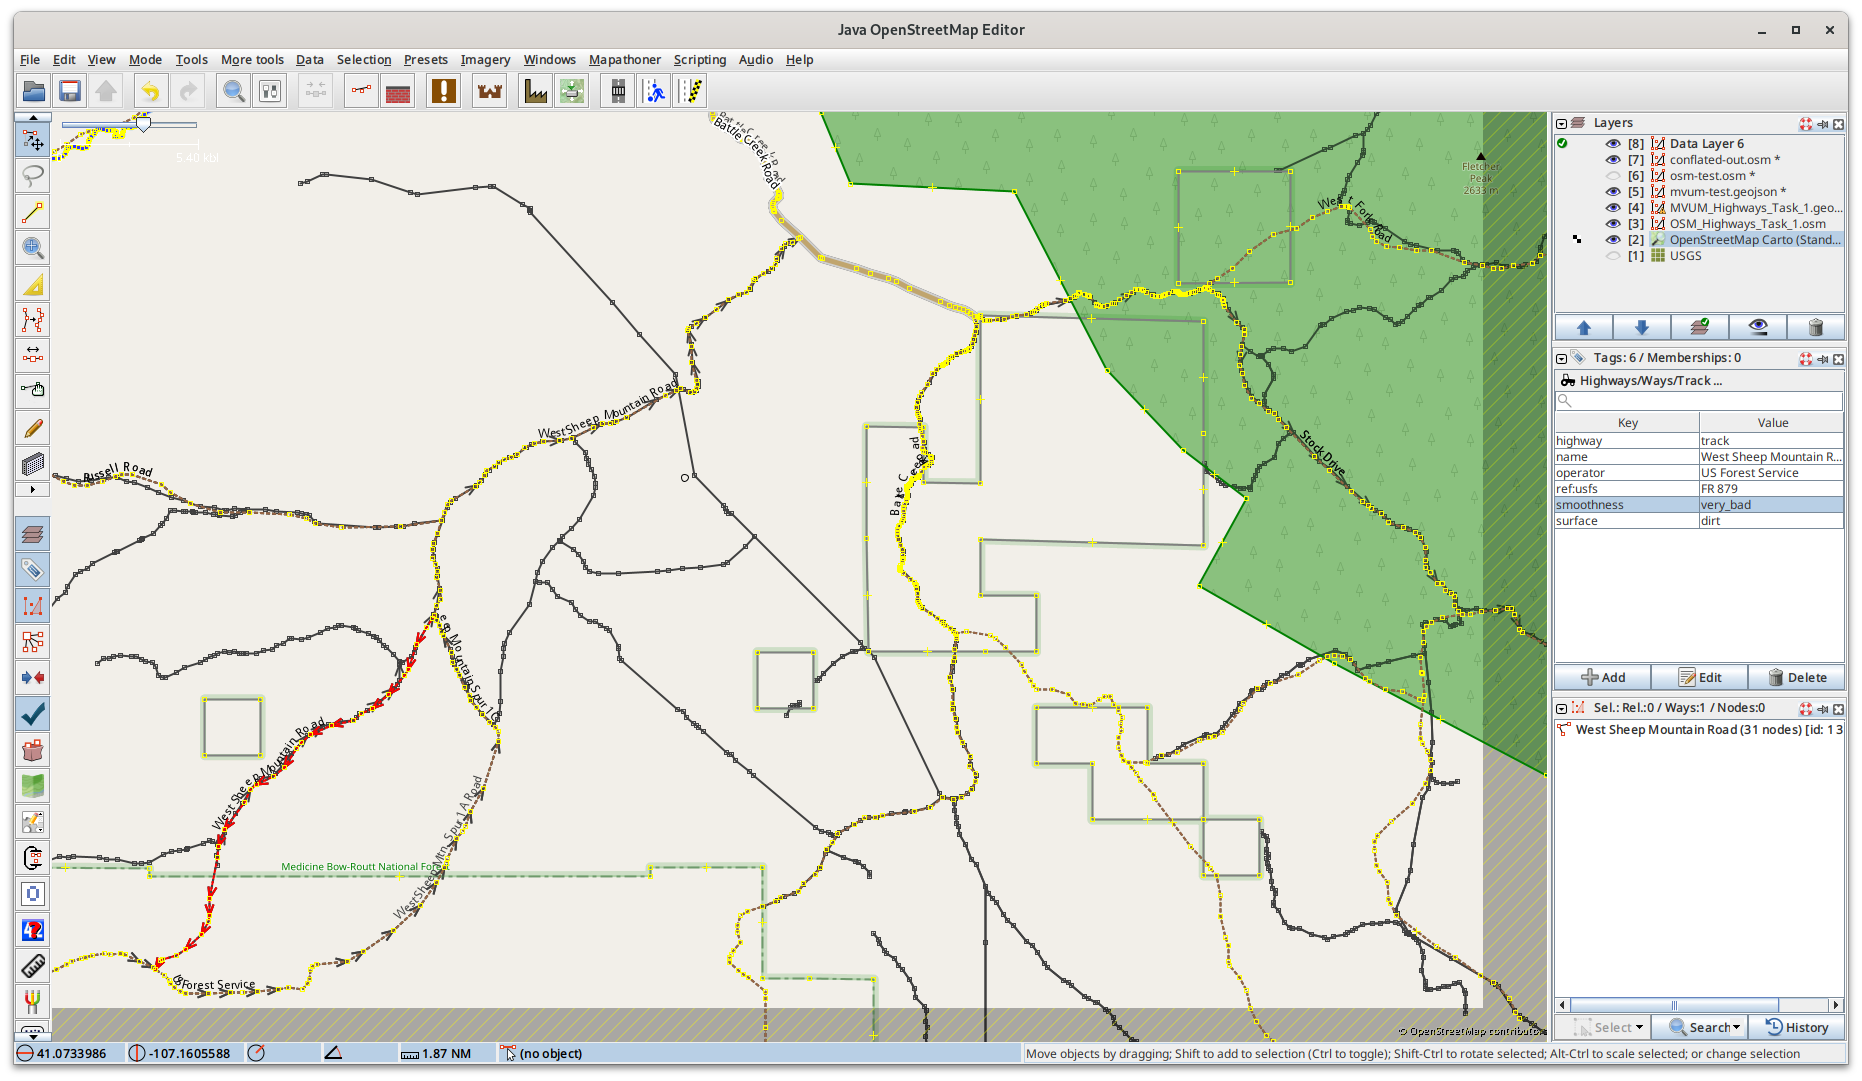 Java OpenStreetMap Editor
File Edit View Mode Tools More tools Data Selection Presets Imagery Windows Mapathoner Scripting Audio Help
5.40 kbl
Battle Creek Road
Fletcher
Peak
2633 m
West Fork Road
West Sheep Mountain Road
Bissell Road
Stock Drive
West Sheep Mountain Road
West Sheep Mtn. Spur 1 A Road
Medicine Bow-Routt National Fore
Forest Service
© OpenStreetMap contributors
Layers
[8] Data Layer 6
[7] conflated-out.osm *
[6] osm-test.osm *
[5] mvum-test.geojson *
[4] MVUM_Highways_Task_1.geo...
[3] OSM_Highways_Task_1.osm
[2] OpenStreetMap Carto (Stand...
[1] USGS
Tags: 6 / Memberships: 0
Highways/Ways/Track ...
Key Value
highway track
name West Sheep Mountain R...
operator US Forest Service
ref:usfs FR 879
smoothness very_bad
surface dirt
Add Edit Delete
Sel.: Rel.:0 / Ways:1 / Nodes:0
West Sheep Mountain Road (31 nodes) [id: 13
Select Search History
41.0733986 -107.1605588 1.87 NM (no object) Move objects by dragging; Shift to add to selection (Ctrl to toggle); Shift-Ctrl to rotate selected; Alt-Ctrl to scale selected; or change selection